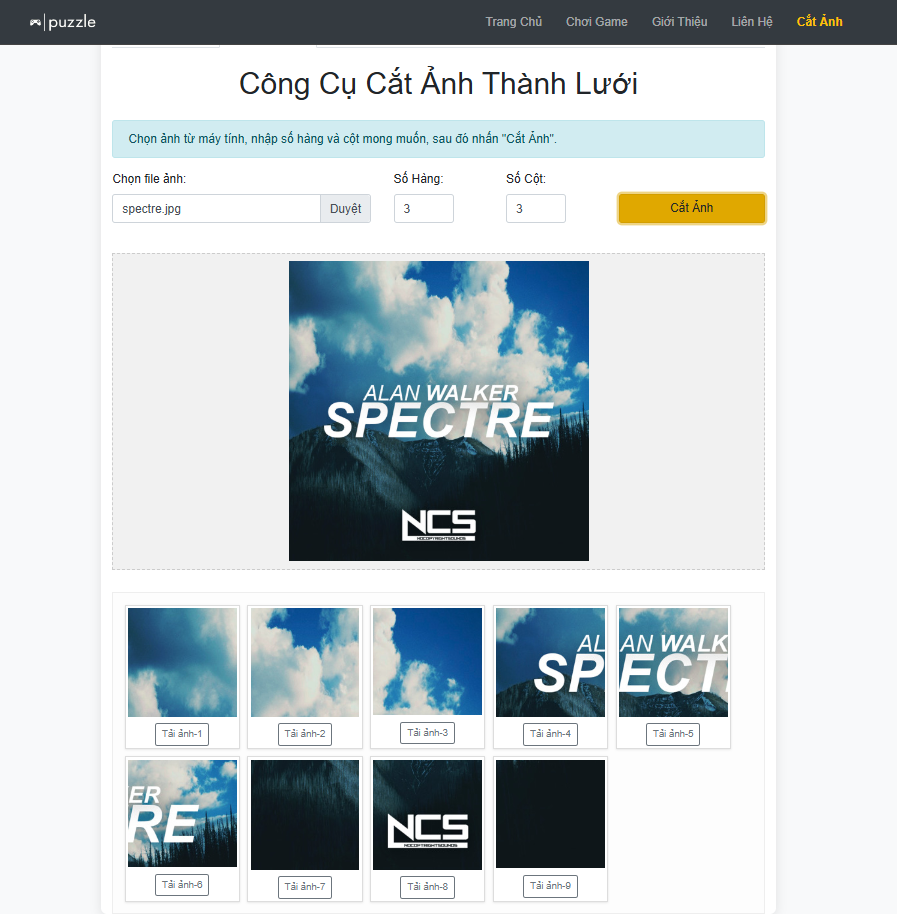 puzzle
Trang Chủ
Chơi Game
Giới Thiệu
Liên Hệ
Cắt Ảnh
Công Cụ Cắt Ảnh Thành Lưới
Chọn ảnh từ máy tính, nhập số hàng và cột mong muốn, sau đó nhấn "Cắt Ảnh".
Chọn file ảnh:
Số Hàng:
Số Cột:
spectre.jpg
Duyệt
3
3
Cắt Ảnh
ALAN WALKER
SPECTRE
NCS
NOCOPYRIGHTSOUNDS
AL
SP
AN WALK
ECT
Tải ảnh-1
Tải ảnh-2
Tải ảnh-3
Tải ảnh-4
Tải ảnh-5
ER
RE
NCS
NOCOPYRIGHTSOUNDS
Tải ảnh-6
Tải ảnh-7
Tải ảnh-8
Tải ảnh-9